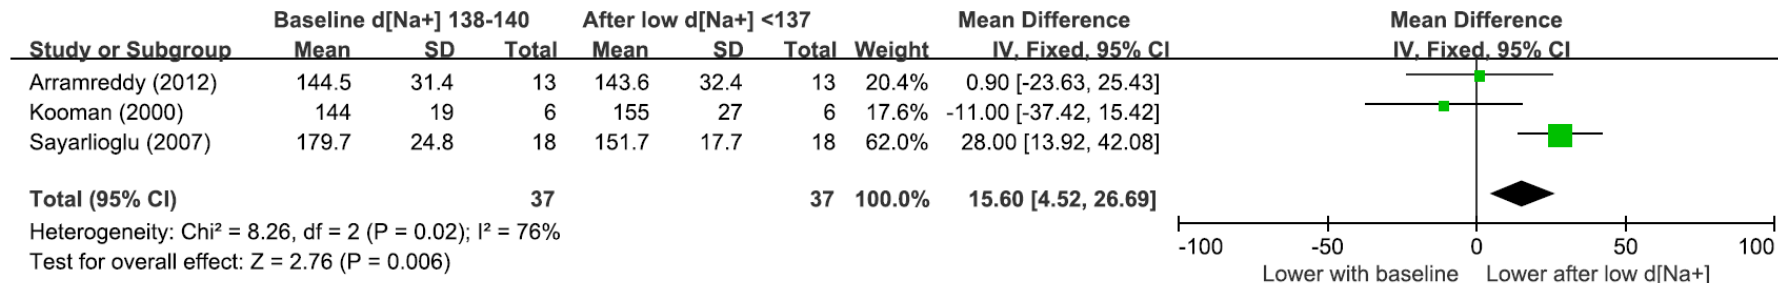 Baseline d[Na+] 138-140 After low d[Na+] <137 Mean Difference Mean Difference
Study or Subgroup Mean SD Total Mean SD Total Weight IV, Fixed, 95% CI IV, Fixed, 95% CI
Arramreddy (2012) 144.5 31.4 13 143.6 32.4 13 20.4% 0.90 [-23.63, 25.43]
Kooman (2000) 144 19 6 155 27 6 17.6% -11.00 [-37.42, 15.42]
Sayarlioglu (2007) 179.7 24.8 18 151.7 17.7 18 62.0% 28.00 [13.92, 42.08]
Total (95% CI) 37 37 100.0% 15.60 [4.52, 26.69]
Heterogeneity: Chi² = 8.26, df = 2 (P = 0.02); I² = 76%
Test for overall effect: Z = 2.76 (P = 0.006)
-100 -50 0 50 100
Lower with baseline Lower after low d[Na+]